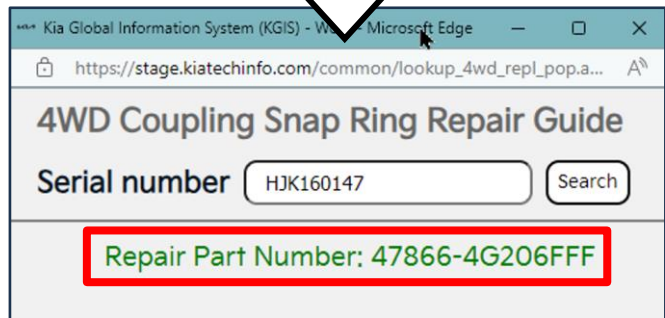 Kia Global Information System (KGIS) - W Microsoft Edge
https://stage.kiatechinfo.com/common/lookup_4wd_repl_pop.a...
4WD Coupling Snap Ring Repair Guide
Serial number HJK160147 Search
Repair Part Number: 47866-4G206FFF